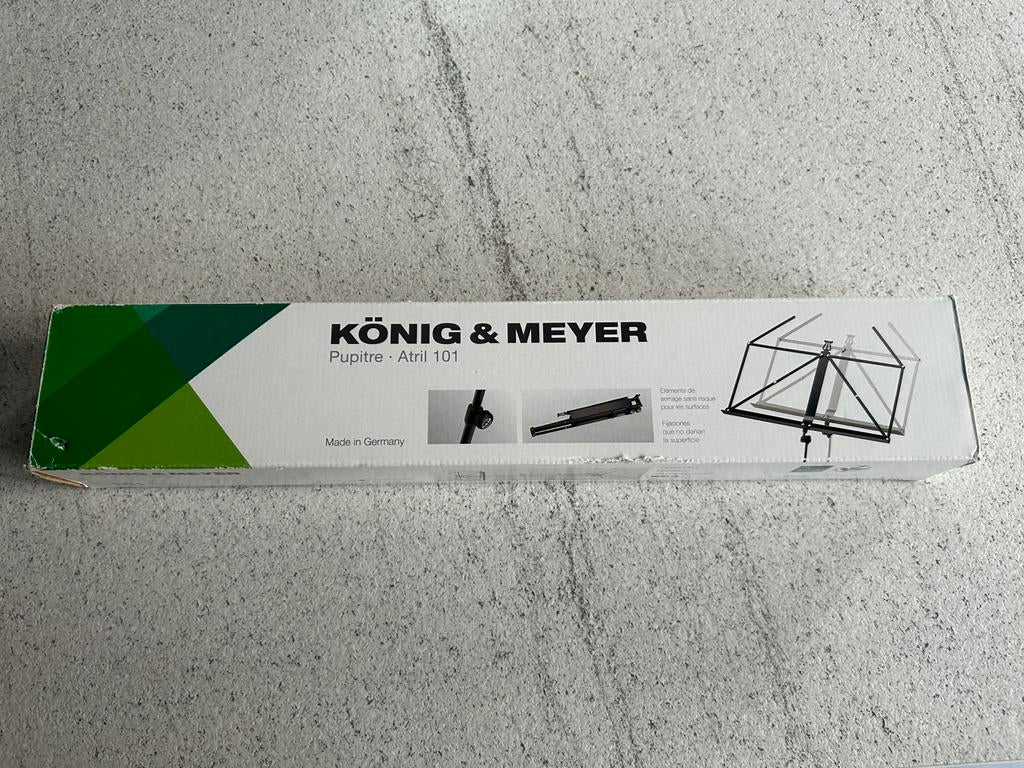 KÖNIG & MEYER
Pupitre · Atril 101
Made in Germany
Eléments de
serrage sans risque
pour les surfaces
Fijaciones
que no dañan
la superficie